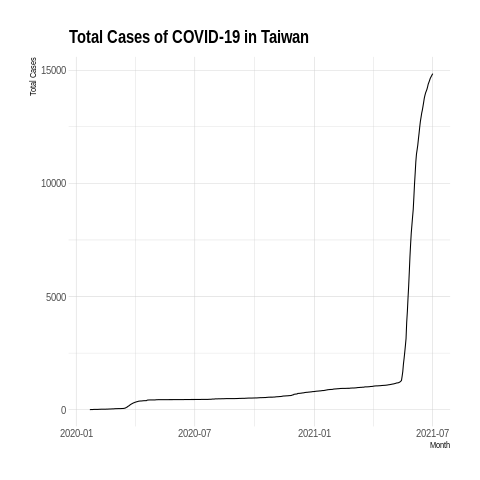 Total Cases of COVID-19 in Taiwan
Total Cases
15000
10000
5000
0
2020-01 2020-07 2021-01 2021-07
Month